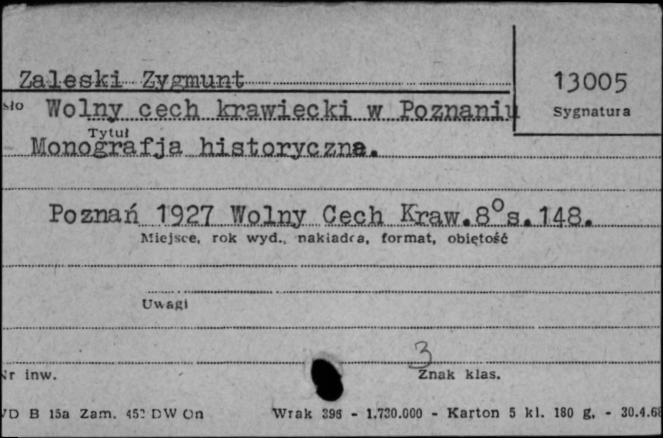 Zaleski Zygmunt
13005
Sygnatura
sło Wolny cech krawiecki w Poznaniu
Tytuł
Monografja historyczna.
Poznań 1927 Wolny Cech Kraw.8° s.148.
Miejsce, rok wyd., nakładca, format, objętość
Uwagi
3
Nr inw.
Znak klas.
/D B 15a Zam. 452 DW On Wrak 396 - 1.730.000 - Karton 5 kl. 180 g. - 30.4.68